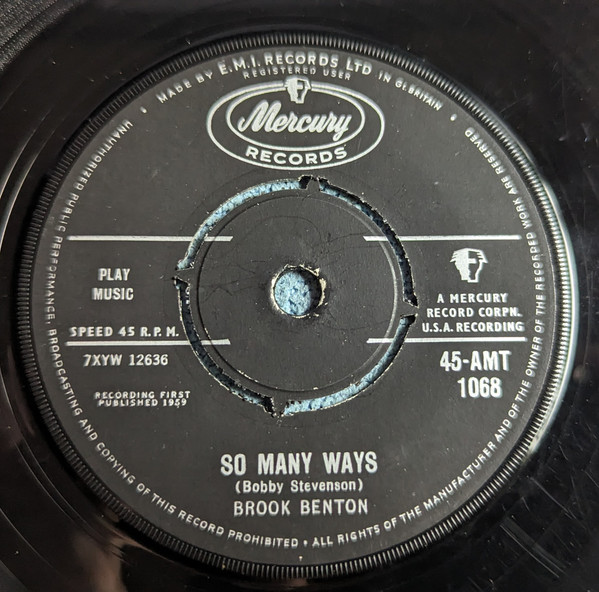 MADE BY E.M.I. RECORDS LTD IN GT. BRITAIN
REGISTERED USER
Mercury
RECORDS
PLAY
MUSIC
SPEED 45 R.P.M.
7XYW 12636
RECORDING FIRST
PUBLISHED 1959
A MERCURY
RECORD CORPN.
U.S.A. RECORDING
45-AMT
1068
SO MANY WAYS
(Bobby Stevenson)
BROOK BENTON
ALL RIGHTS OF THE MANUFACTURER AND OF THE OWNER OF THE RECORDED WORK ARE RESERVED
UNAUTHORIZED PUBLIC PERFORMANCE, BROADCASTING AND COPYING OF THIS RECORD PROHIBITED